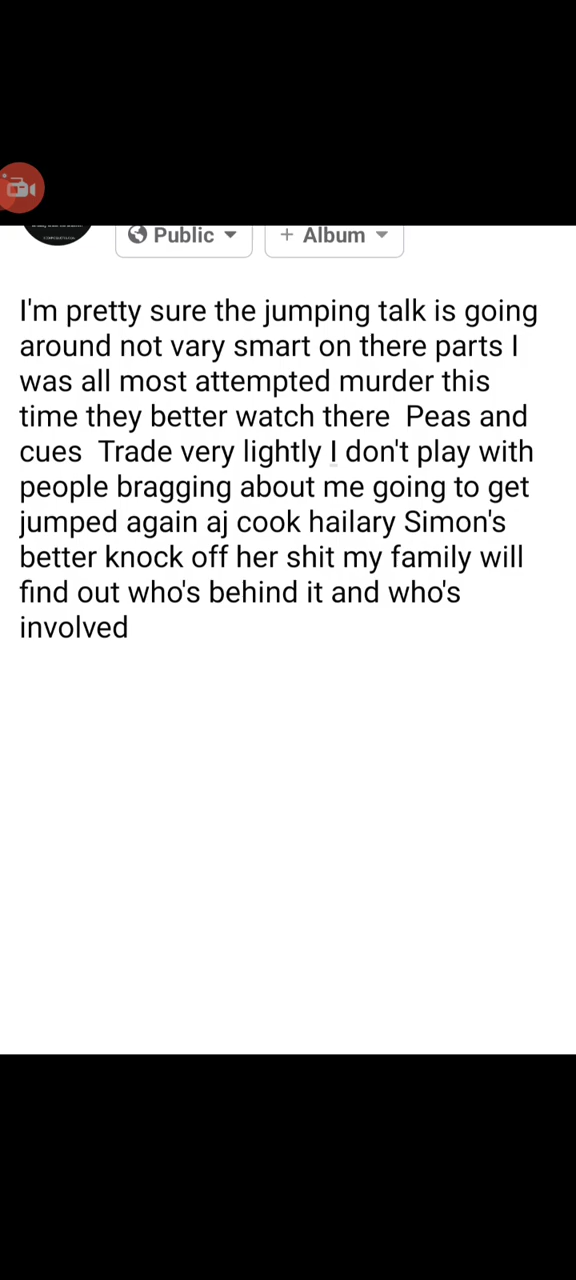 Public
+ Album
I'm pretty sure the jumping talk is going
around not vary smart on there parts I
was all most attempted murder this
time they better watch there  Peas and
cues  Trade very lightly I don't play with
people bragging about me going to get
jumped again aj cook hailary Simon's
better knock off her shit my family will
find out who's behind it and who's
involved